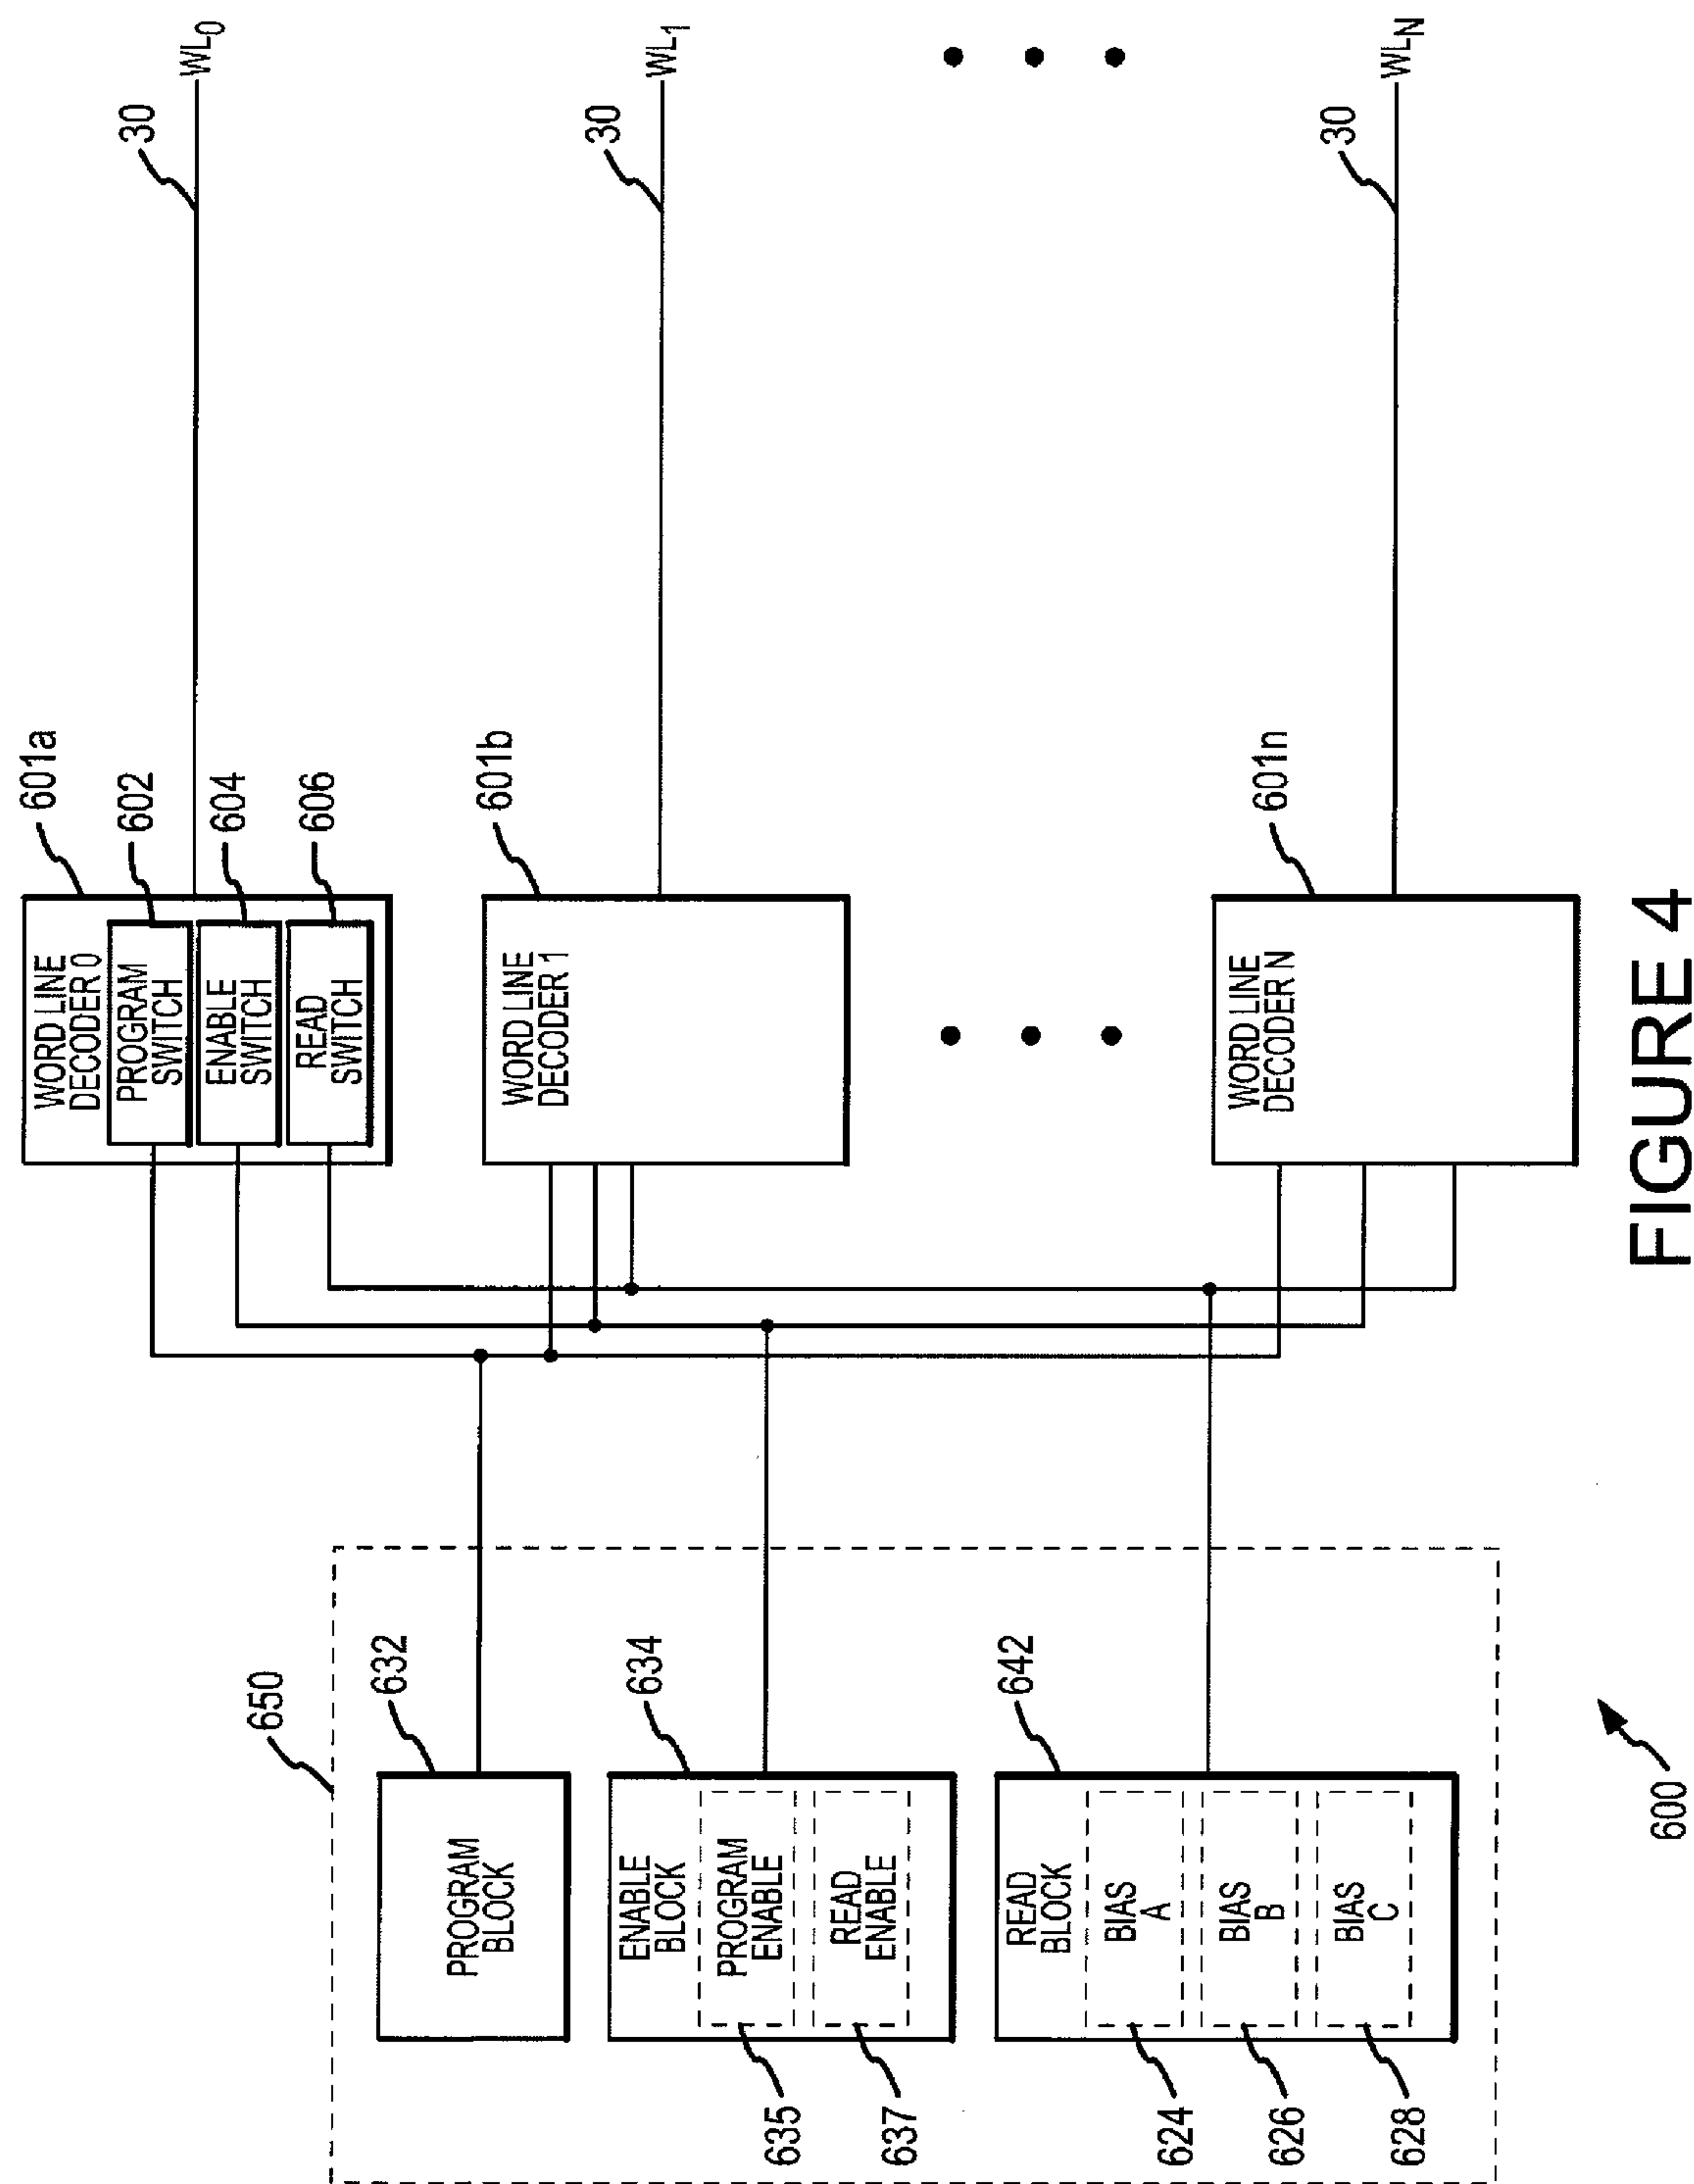 650
632
PROGRAM
BLOCK
634
ENABLE
BLOCK
PROGRAM
ENABLE
READ
ENABLE
635
637
642
READ
BLOCK
BIAS
A
BIAS
B
BIAS
C
624
626
628
601a
WORD LINE
DECODER 0
PROGRAM
SWITCH
ENABLE
SWITCH
READ
SWITCH
602
604
606
30
WL0
601b
WORD LINE
DECODER 1
30
WL1
601n
WORD LINE
DECODER N
30
WLN
600
FIGURE 4